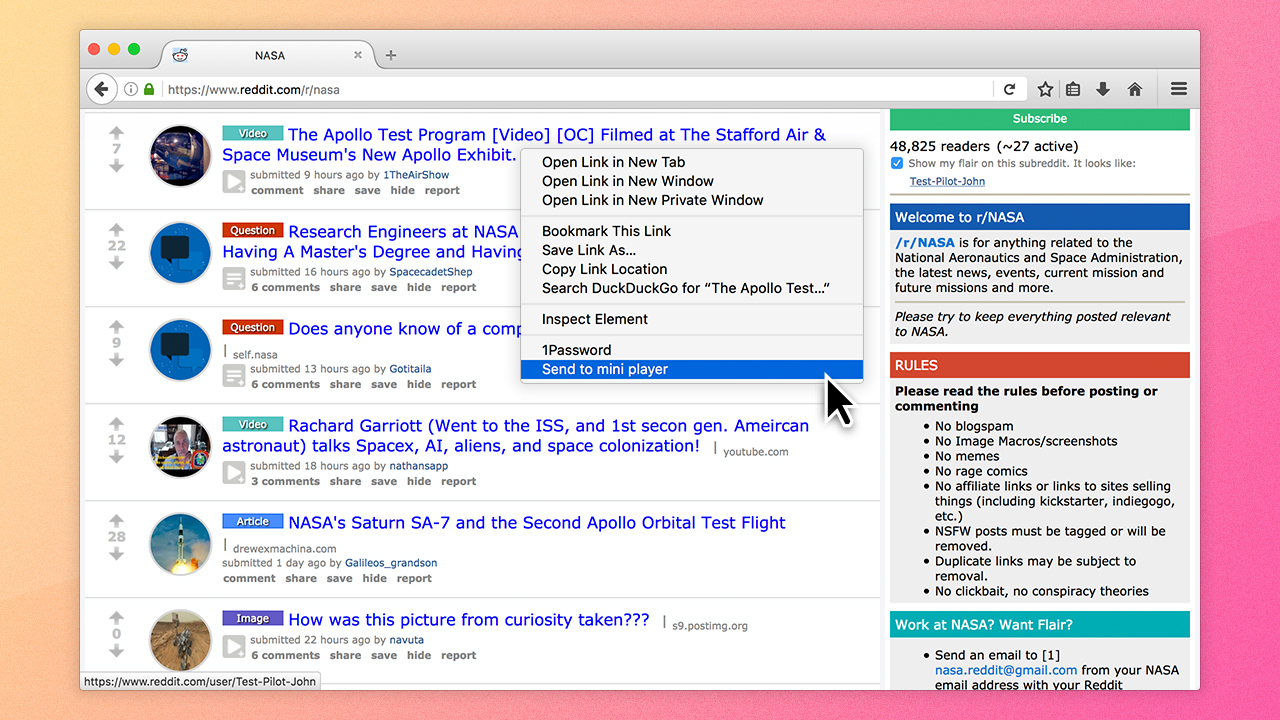 NASA
https://www.reddit.com/r/nasa
7
Video The Apollo Test Program [Video] [OC] Filmed at The Stafford Air &
Space Museum's New Apollo Exhibit.
submitted 9 hours ago by 1TheAirShow
comment share save hide report
22
Question Research Engineers at NASA
Having A Master's Degree and Having
submitted 16 hours ago by SpacecadetShep
6 comments share save hide report
9
Question Does anyone know of a comp
self.nasa
submitted 13 hours ago by Gotitaila
6 comments share save hide report
12
Video Rachard Garriott (Went to the ISS, and 1st secon gen. Ameircan
astronaut) talks Spacex, AI, aliens, and space colonization! | youtube.com
submitted 18 hours ago by nathansapp
3 comments share save hide report
28
Article NASA's Saturn SA-7 and the Second Apollo Orbital Test Flight
drewexmachina.com
submitted 1 day ago by Galileos_grandson
comment share save hide report
0
Image How was this picture from curiosity taken??? | s9.postimg.org
submitted 22 hours ago by navuta
6 comments share save hide report
https://www.reddit.com/user/Test-Pilot-John
Open Link in New Tab
Open Link in New Window
Open Link in New Private Window
Bookmark This Link
Save Link As...
Copy Link Location
Search DuckDuckGo for “The Apollo Test...”
Inspect Element
1Password
Send to mini player
Subscribe
48,825 readers (~27 active)
Show my flair on this subreddit. It looks like:
Test-Pilot-John
Welcome to r/NASA
/r/NASA is for anything related to the
National Aeronautics and Space Administration,
the latest news, events, current mission and
future missions and more.
Please try to keep everything posted relevant
to NASA.
RULES
Please read the rules before posting or
commenting
• No blogspam
• No Image Macros/screenshots
• No memes
• No rage comics
• No affiliate links or links to sites selling
things (including kickstarter, indiegogo,
etc.)
• NSFW posts must be tagged or will be
removed.
• Duplicate links may be subject to
removal.
• No clickbait, no conspiracy theories
Work at NASA? Want Flair?
• Send an email to [1]
nasa.reddit@gmail.com from your NASA
email address with your Reddit